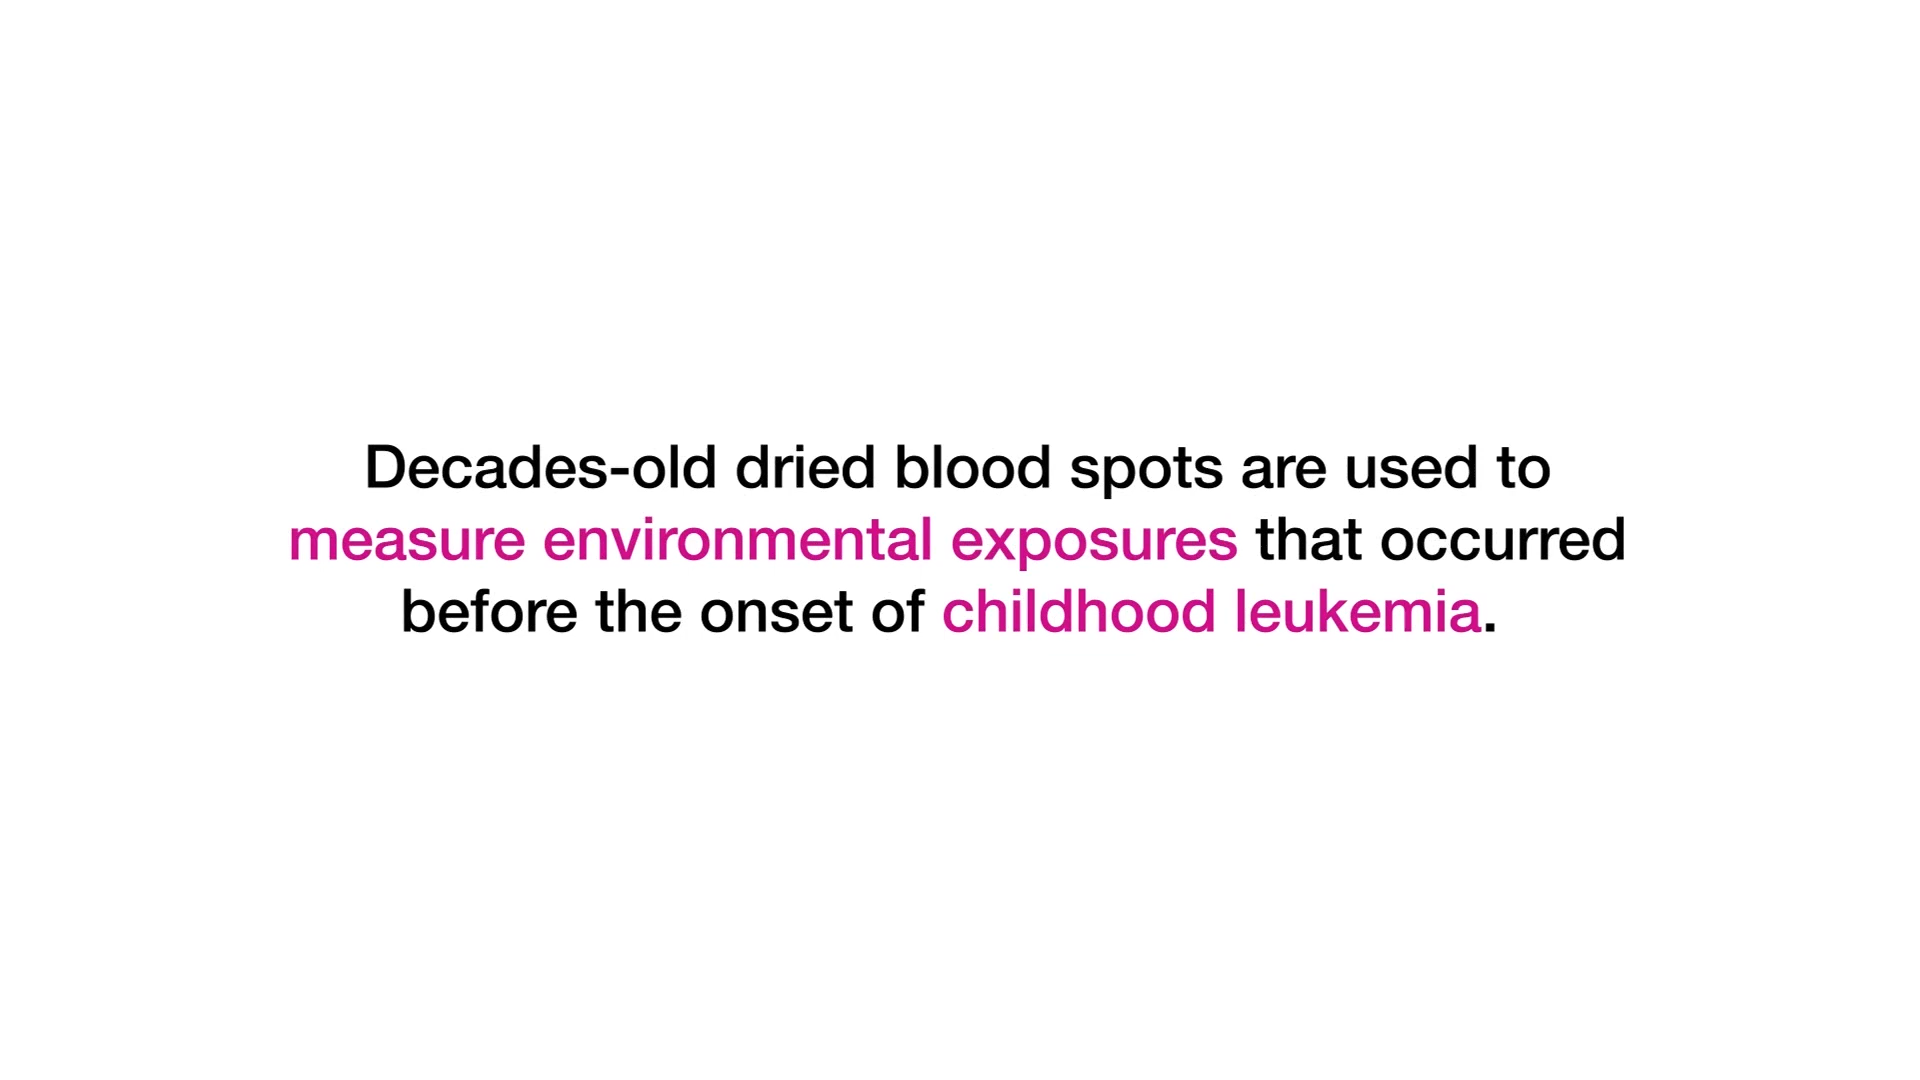 Decades-old dried blood spots are used to
measure environmental exposures that occurred
before the onset of childhood leukemia.